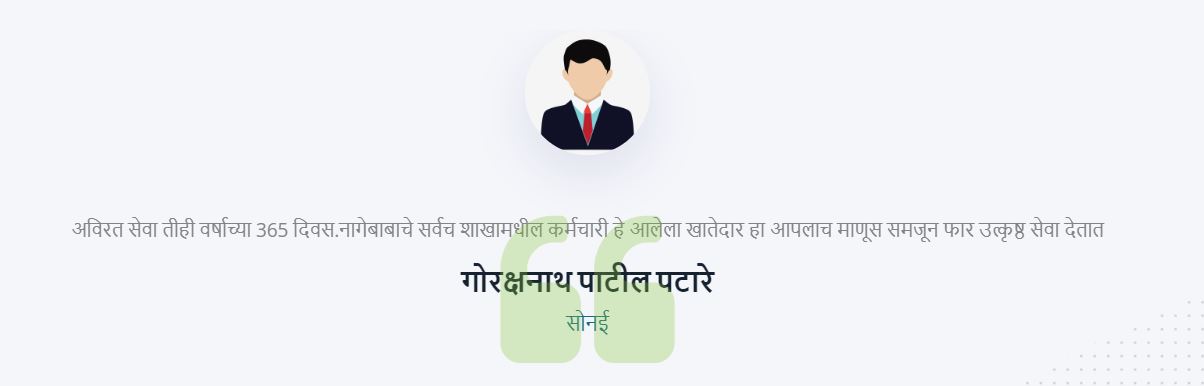 अविरत सेवा तीही वर्षाच्या 365 दिवस.नागेबाबाचे सर्वच शाखामधील कर्मचारी हे आलेला खातेदार हा आपलाच माणूस समजून फार उत्कृष्ठ सेवा देतात
गोरक्षनाथ पाटील पटारे
सोनई